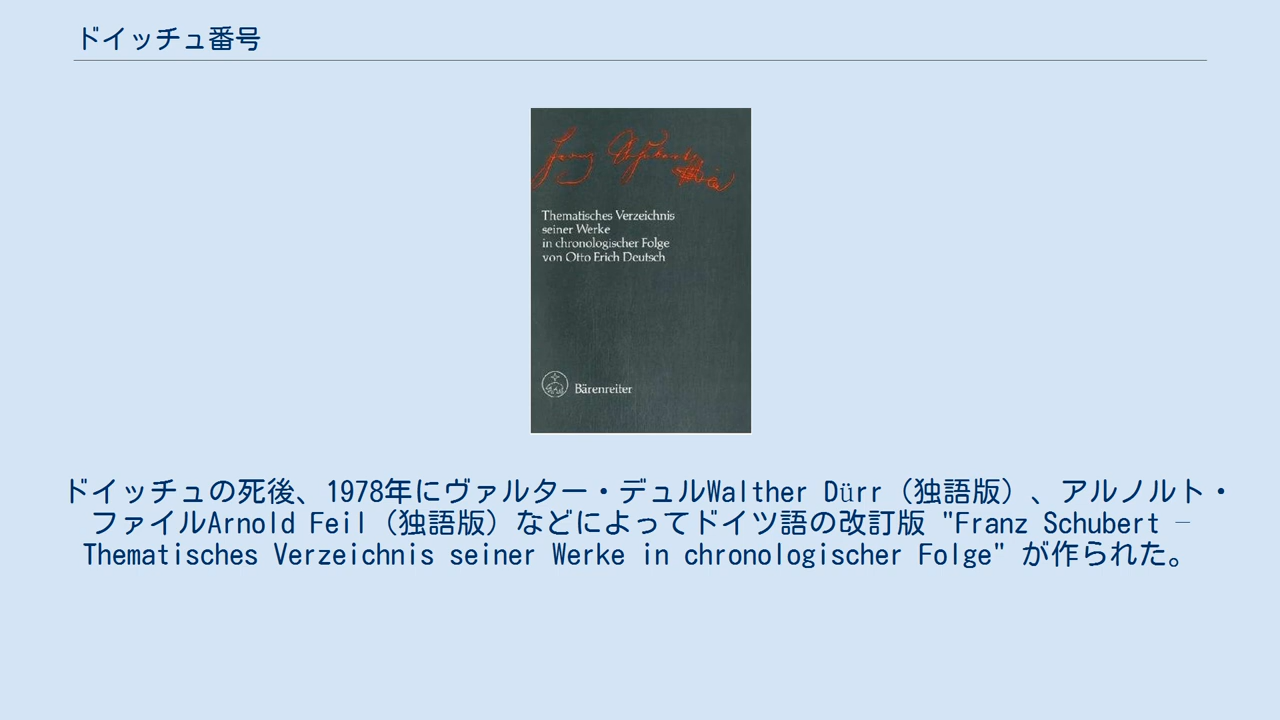 ドイッチュ番号
Franz Schubert
Thematisches Verzeichnis
seiner Werke
in chronologischer Folge
von Otto Erich Deutsch
Bärenreiter
ドイッチュの死後、1978年にヴァルター・デュルWalther Dürr（独語版）、アルノルト・
ファイルArnold Feil（独語版）などによってドイツ語の改訂版 "Franz Schubert –
Thematisches Verzeichnis seiner Werke in chronologischer Folge" が作られた。